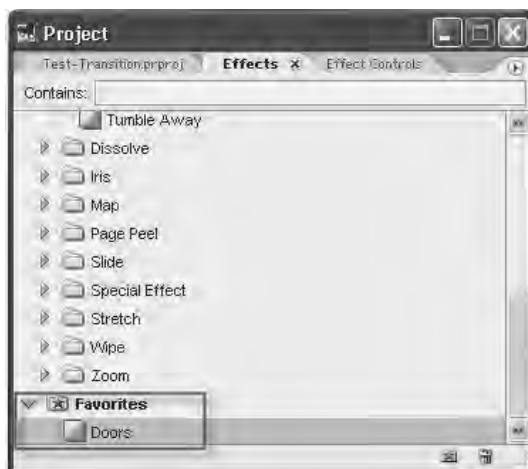 Project
Test-Transition.prproj Effects x Effect Controls
Contains:
Tumble Away
Dissolve
Iris
Map
Page Peel
Slide
Special Effect
Stretch
Wipe
Zoom
Favorites
Doors